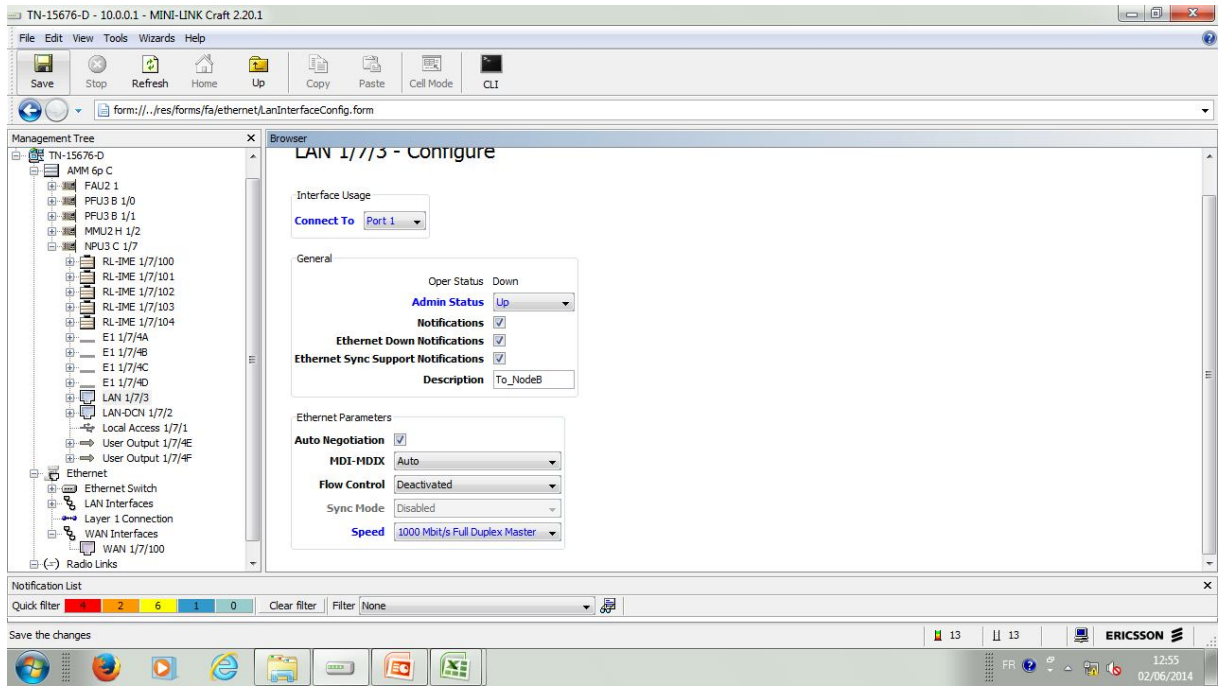 TN-15676-D - 10.0.0.1 - MINI-LINK Craft 2.20.1
File Edit View Tools Wizards Help
Save Stop Refresh Home Up Copy Paste Cell Mode CLI
form://../res/forms/fa/ethernet/LanInterfaceConfig.form
Management Tree
TN-15676-D
AMM 6p C
FAU2 1
PFU3 B 1/0
PFU3 B 1/1
MMU2 H 1/2
NPU3 C 1/7
RL-IME 1/7/100
RL-IME 1/7/101
RL-IME 1/7/102
RL-IME 1/7/103
RL-IME 1/7/104
E1 1/7/4A
E1 1/7/4B
E1 1/7/4C
E1 1/7/4D
LAN 1/7/3
LAN-DCN 1/7/2
Local Access 1/7/1
User Output 1/7/4E
User Output 1/7/4F
Ethernet
Ethernet Switch
LAN Interfaces
Layer 1 Connection
WAN Interfaces
WAN 1/7/100
Radio Links
Browser
LAN 1/7/3 - Configure
Interface Usage
Connect To Port 1
General
Oper Status Down
Admin Status Up
Notifications
Ethernet Down Notifications
Ethernet Sync Support Notifications
Description To_NodeB
Ethernet Parameters
Auto Negotiation
MDI-MDIX Auto
Flow Control Deactivated
Sync Mode Disabled
Speed 1000 Mbit/s Full Duplex Master
Notification List
Quick filter 4 2 6 1 0 Clear filter Filter None
Save the changes 13 13 ERICSSON
FR 12:55
02/06/2014